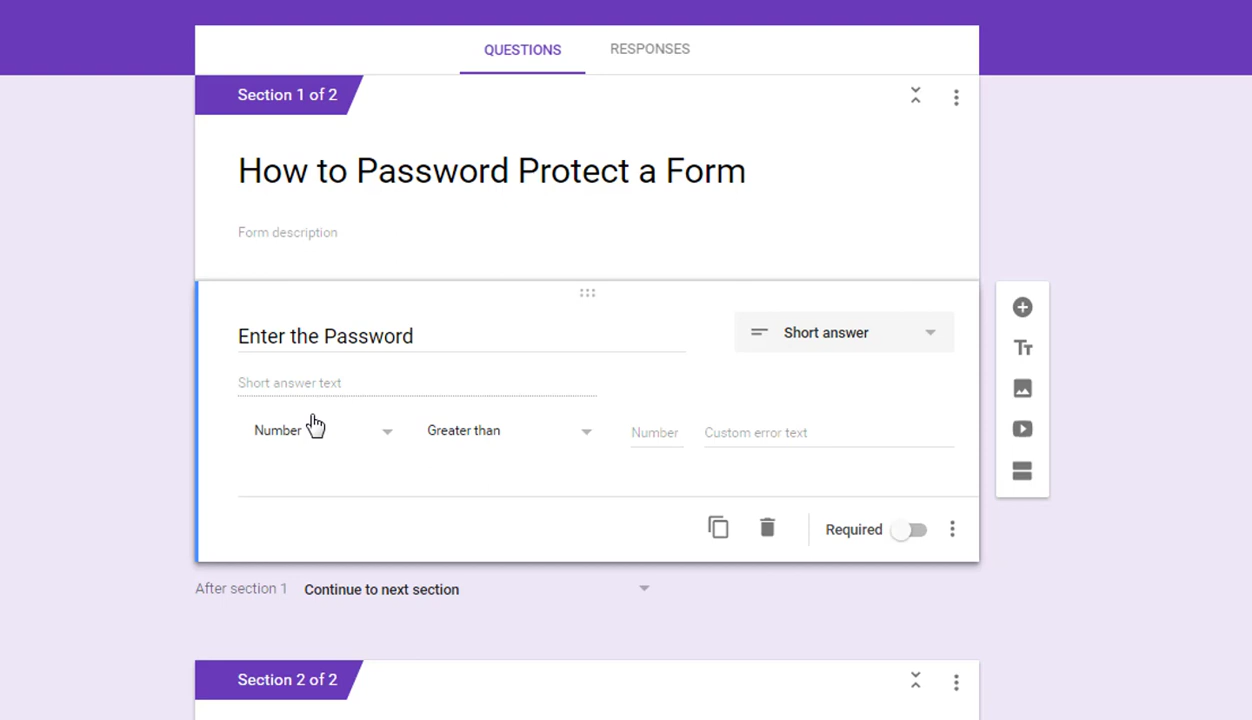 QUESTIONS RESPONSES
Section 1 of 2
How to Password Protect a Form
Form description
Enter the Password
Short answer
Short answer text
Number Greater than Number Custom error text
Required
After section 1 Continue to next section
Section 2 of 2